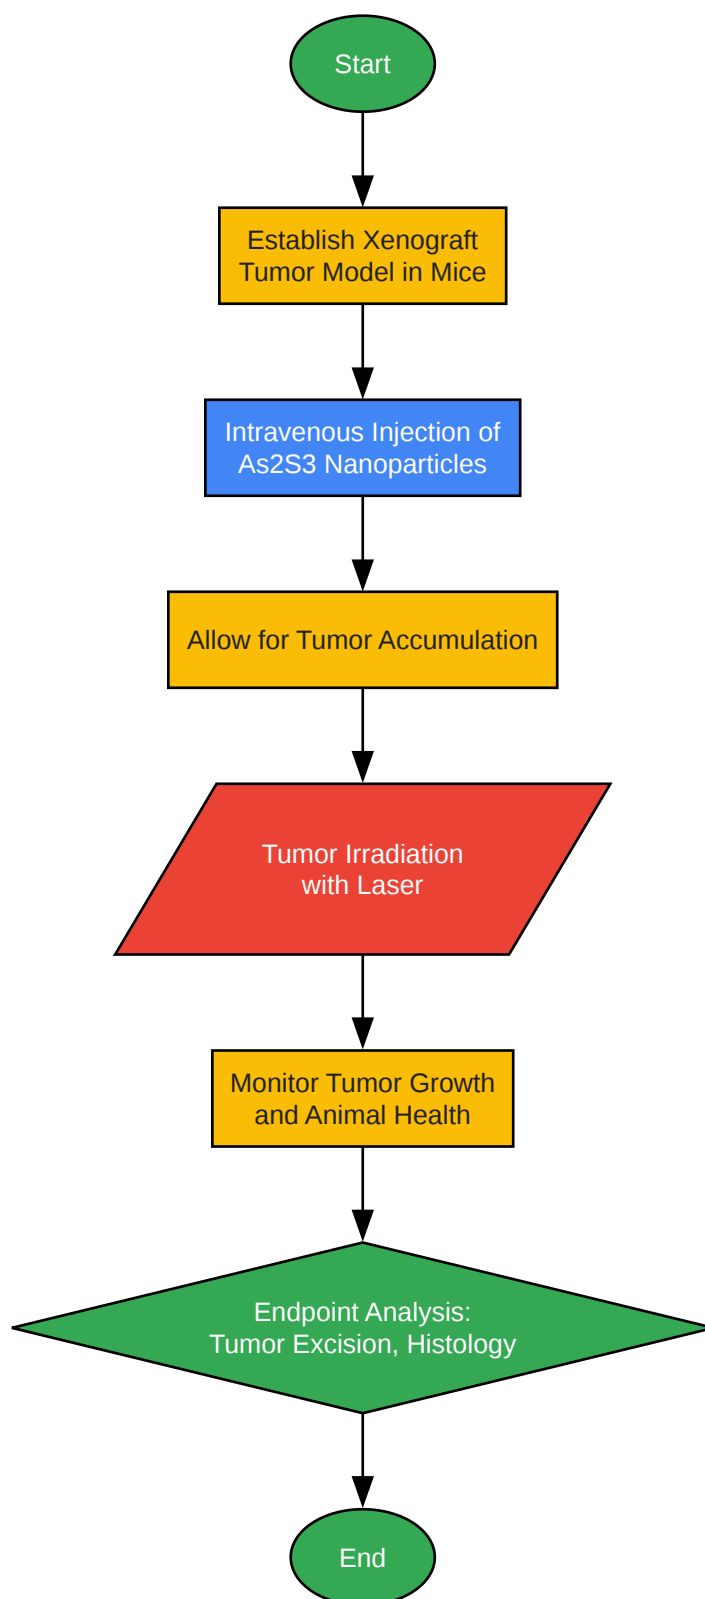 Start
Establish Xenograft
Tumor Model in Mice
Intravenous Injection of
As2S3 Nanoparticles
Allow for Tumor Accumulation
Tumor Irradiation
with Laser
Monitor Tumor Growth
and Animal Health
Endpoint Analysis:
Tumor Excision, Histology
End